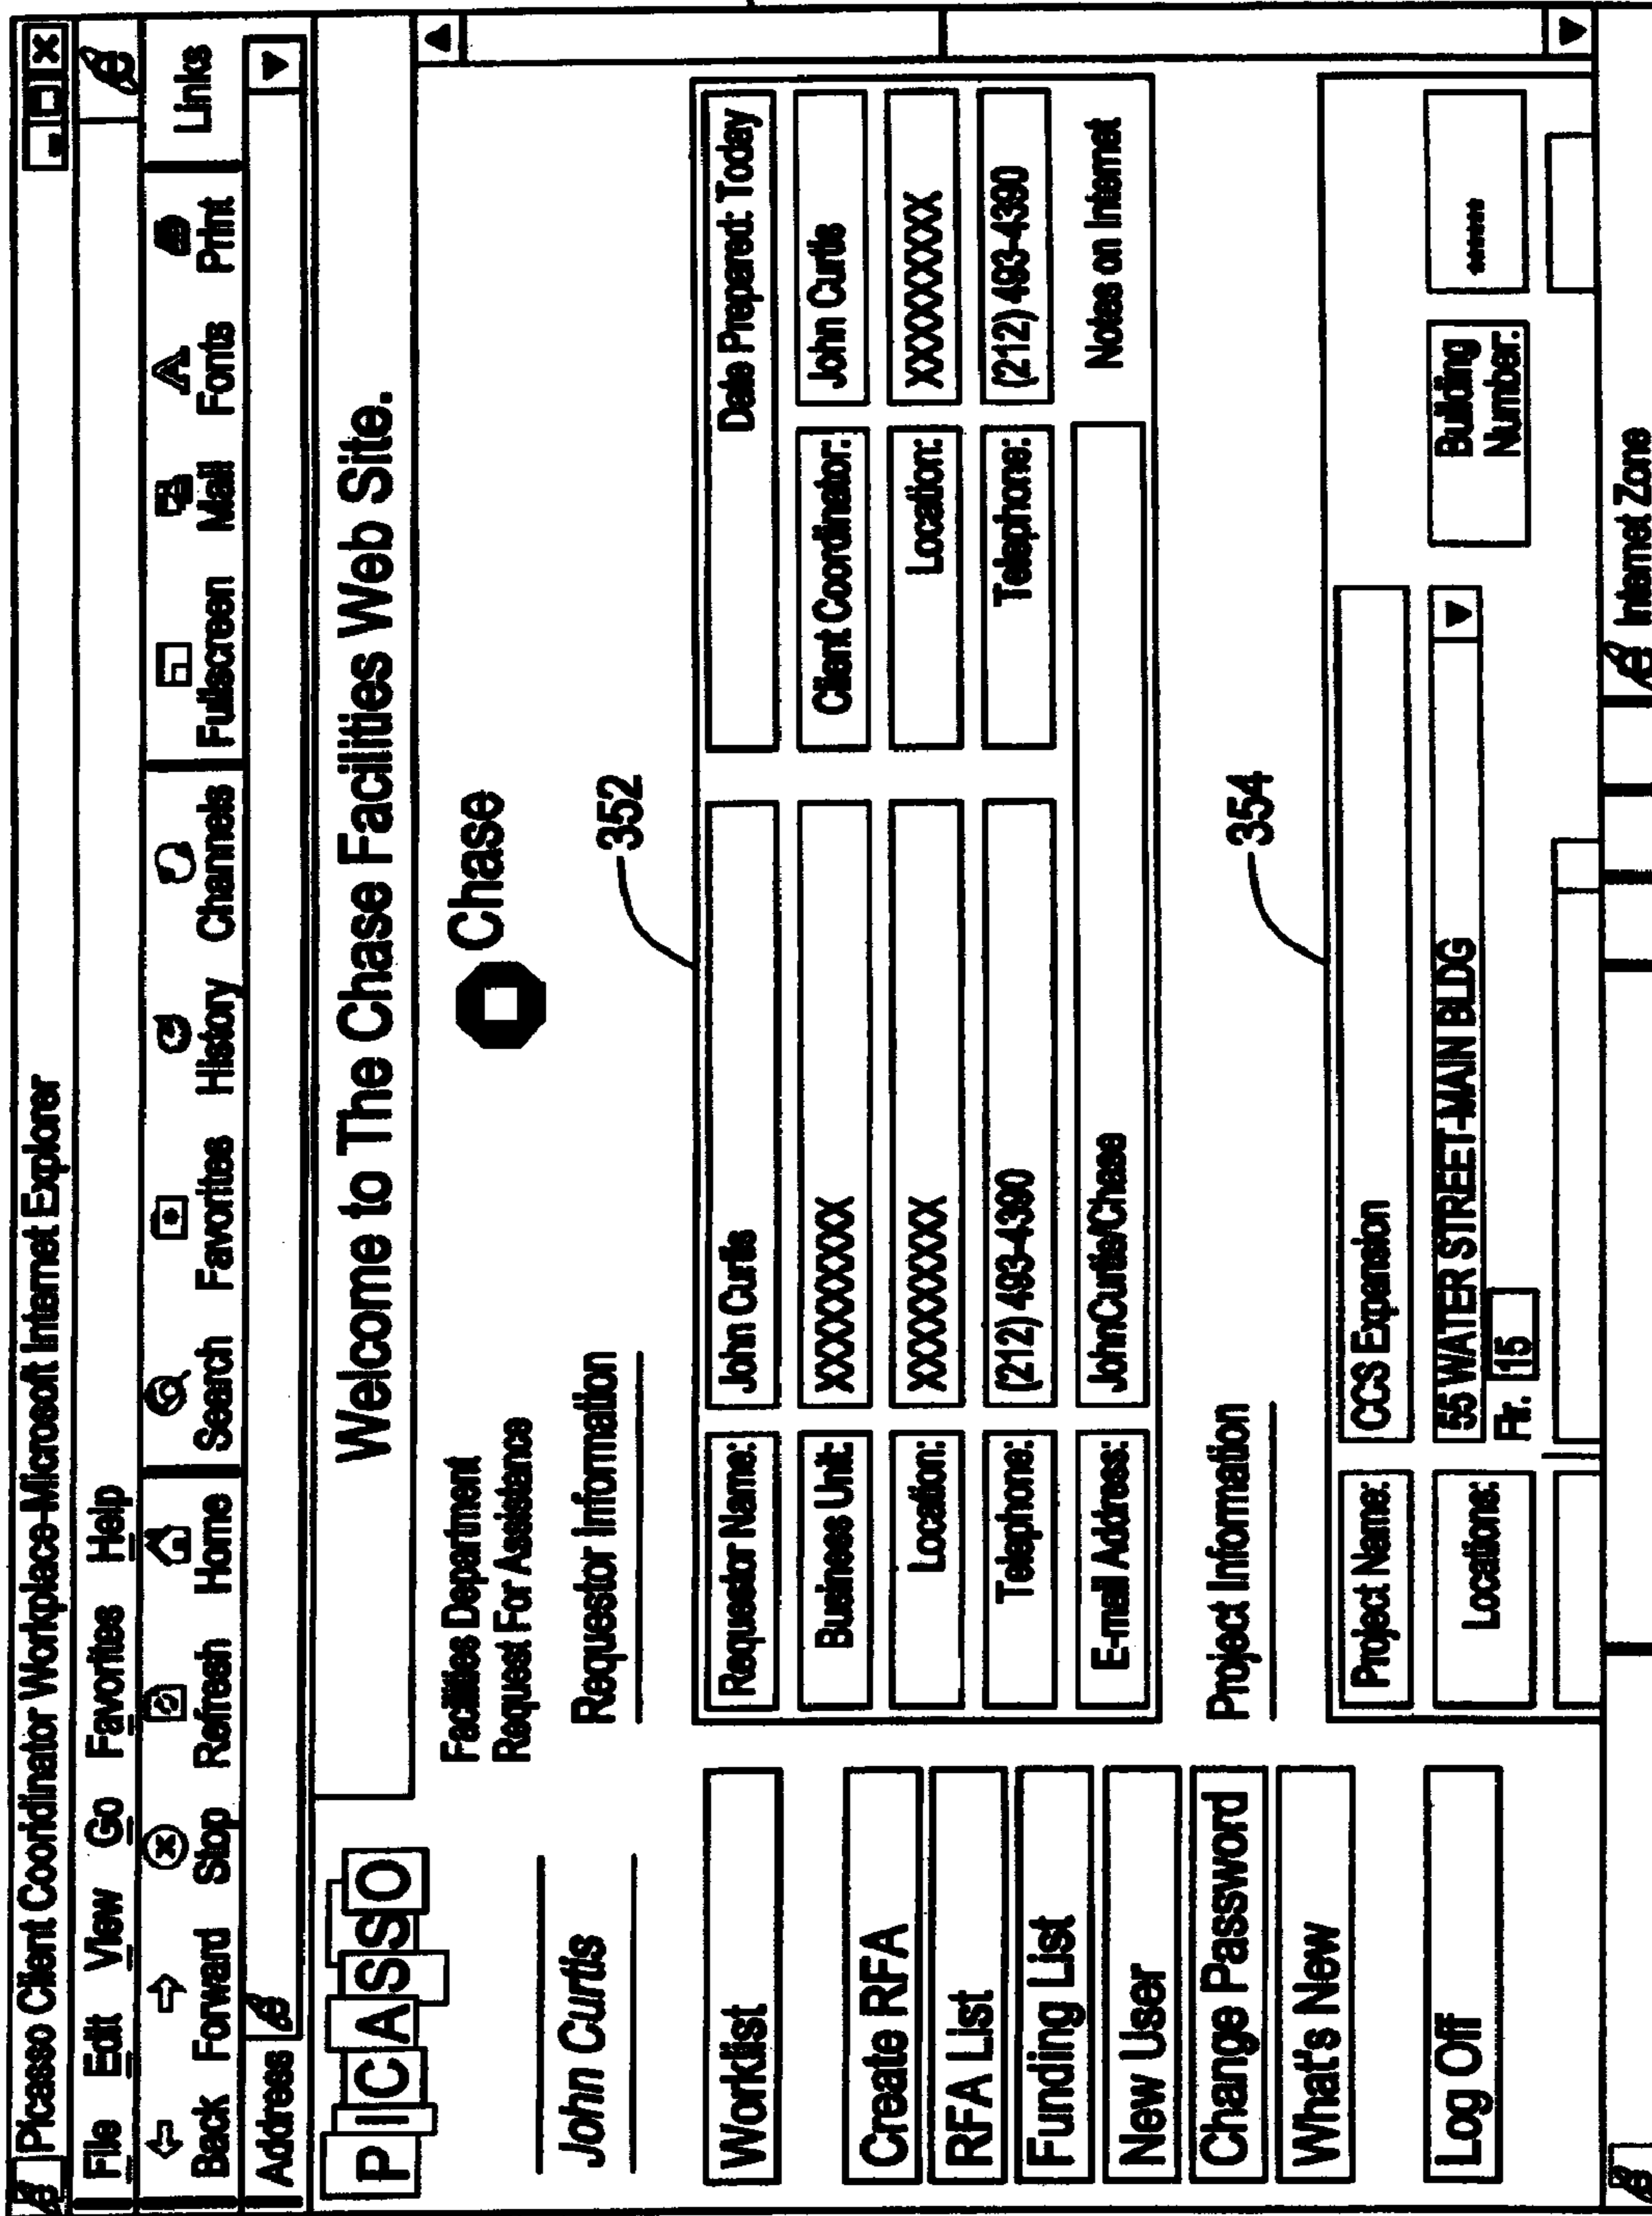 Picasso Client Cooridinator Workplace-Microsoft Internet Explorer
File Edit View Go Favorites Help
Back Forward Stop Refresh Home Search Favorites History Channels Fullscreen Mail Fonts Print Links
Address
PICASSO
Welcome to The Chase Facilities Web Site.
John Curtis
Facilities Department
Request For Assistance
Chase
Requestor Information
352
Worklist
Create RFA
RFA List
Funding List
New User
Change Password
What's New
Log Off
Requestor Name: John Curtis Date Prepared: Today
Business Unit: XXXXXXXXX Client Coordinator: John Curtis
Location: XXXXXXXXX Location: XXXXXXXXX
Telephone: (212) 493-4390 Telephone: (212) 493-4390
E-mail Address: JohnCurtis/Chase Notes on Internet
Project Information
354
Project Name: CCS Expansion
Locations: 55 WATER STREET-MAIN BLDG Building Number: *****
Flr. 15
Internet Zone